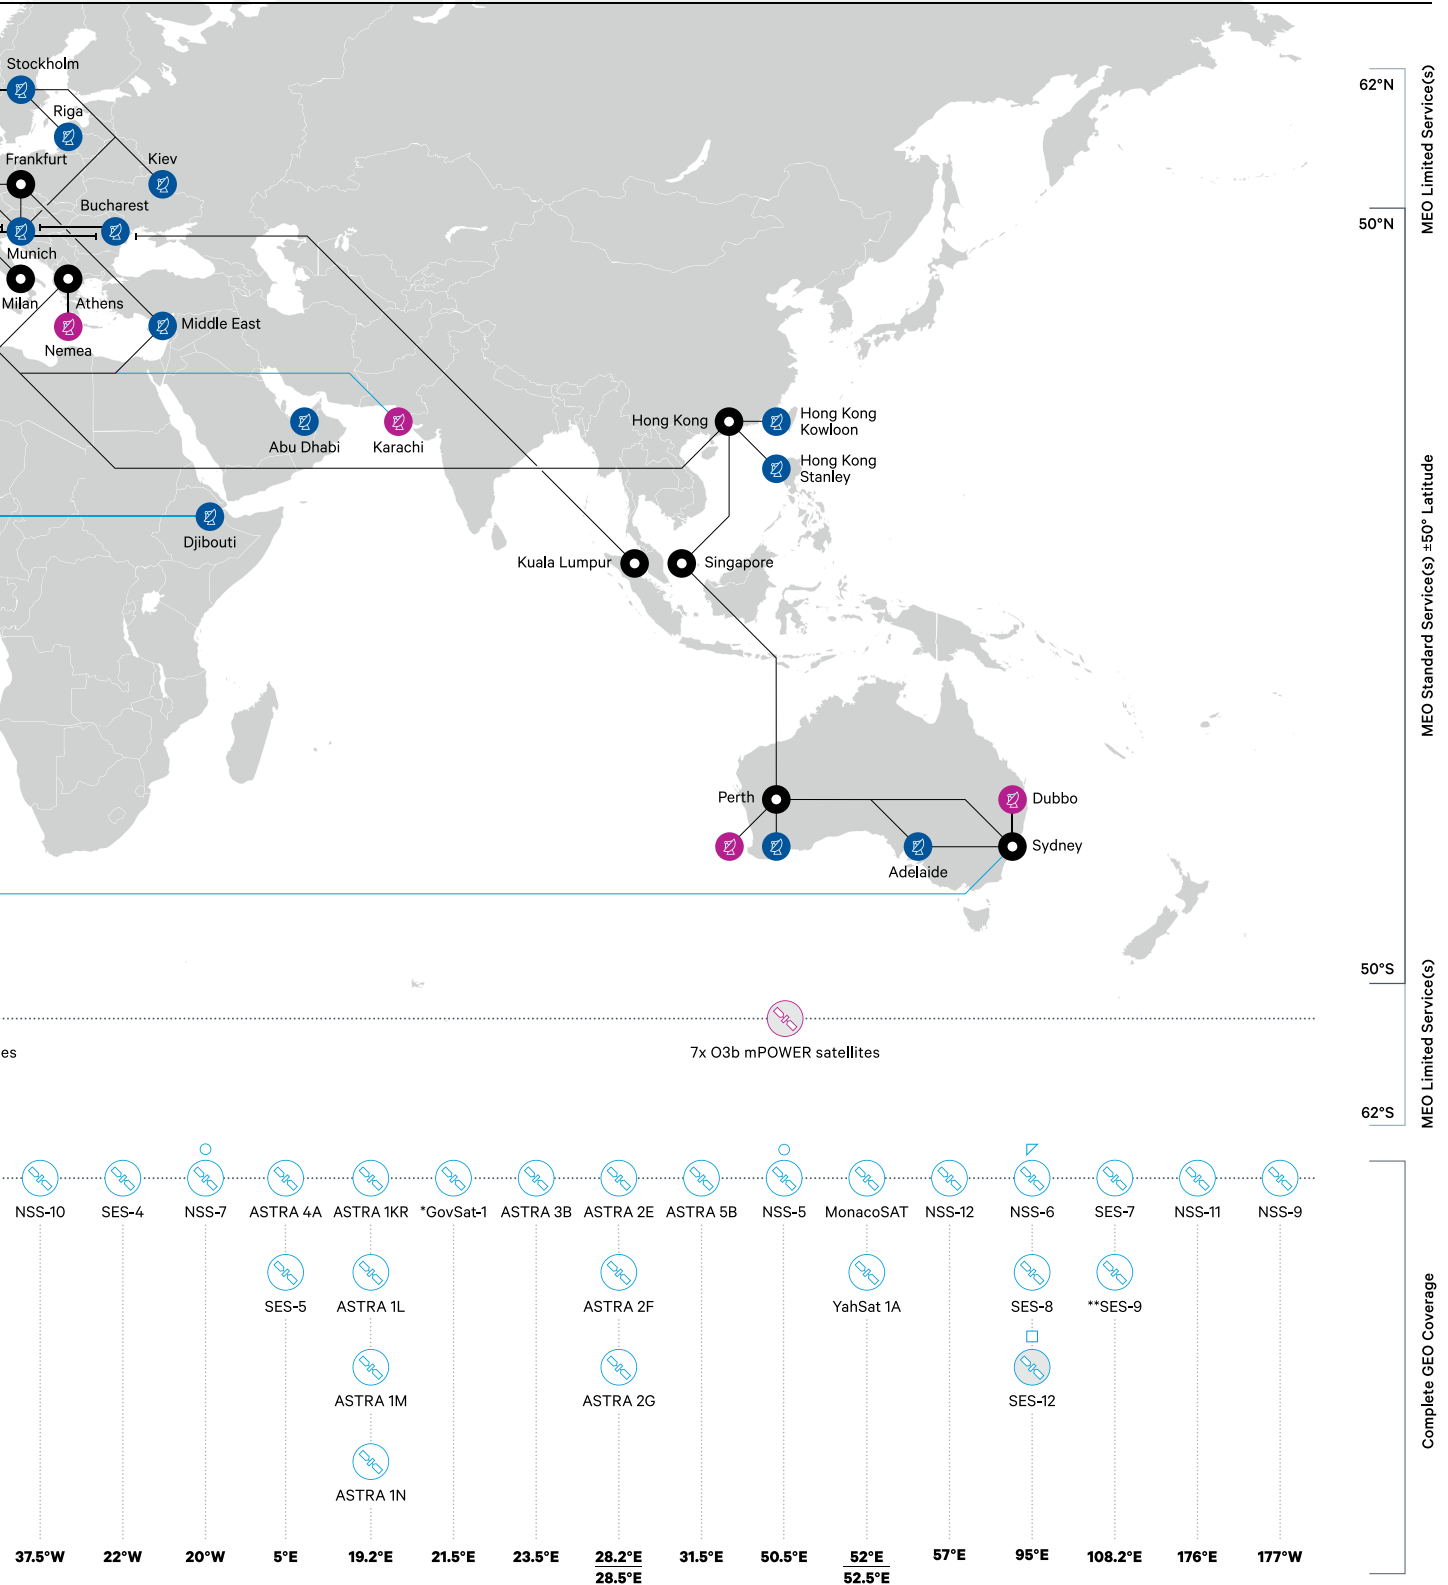 Stockholm
62°N
Riga
Frankfurt
Kiev
Bucharest
50°N
MEO Limited Service(s)
Munich
Milan
Athens
Middle East
Nemea
Hong Kong
Hong Kong
Kowloon
Abu Dhabi
Karachi
Hong Kong
Stanley
Djibouti
Kuala Lumpur
Singapore
MEO Standard Service(s) ±50° Latitude
Perth
Dubbo
Sydney
Adelaide
50°S
es
7x O3b mPOWER satellites
62°S
MEO Limited Service(s)
NSS-10
SES-4
NSS-7
ASTRA 4A
ASTRA 1KR
*GovSat-1
ASTRA 3B
ASTRA 2E
ASTRA 5B
NSS-5
MonacoSAT
NSS-12
NSS-6
SES-7
NSS-11
NSS-9
SES-5
ASTRA 1L
ASTRA 2F
YahSat 1A
SES-8
**SES-9
ASTRA 1M
ASTRA 2G
SES-12
ASTRA 1N
Complete GEO Coverage
37.5°W
22°W
20°W
5°E
19.2°E
21.5°E
23.5°E
28.2°E
28.5°E
31.5°E
50.5°E
52°E
52.5°E
57°E
95°E
108.2°E
176°E
177°W